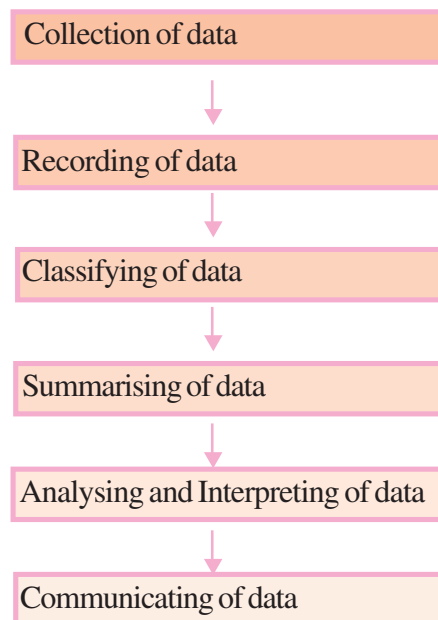 Collection of data
Recording of data
Classifying of data
Summarising of data
Analysing and Interpreting of data
Communicating of data